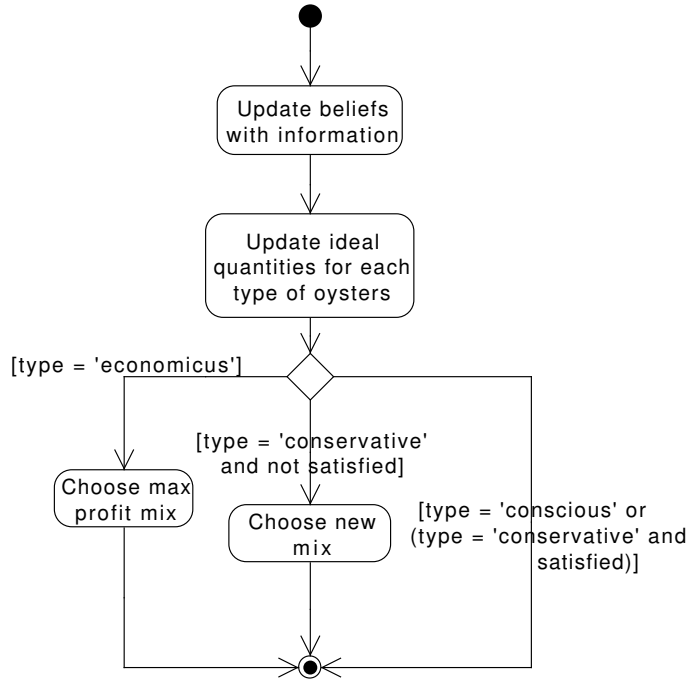 Update beliefs
with information
Update ideal
quantities for each
type of oysters
[type = 'economicus']
[type = 'conservative'
and not satisfied]
Choose max
profit mix
Choose new
mix
[type = 'conscious' or
(type = 'conservative' and
satisfied)]